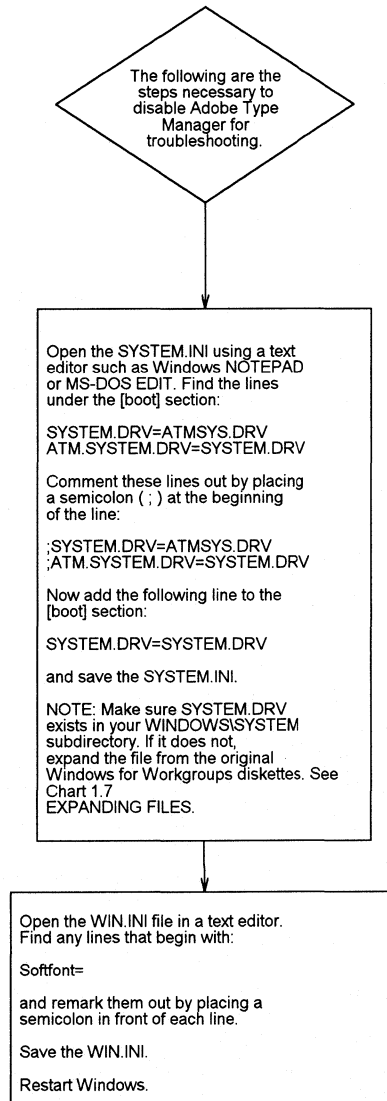 The following are the
steps necessary to
disable Adobe Type
Manager for
troubleshooting.
Open the SYSTEM.INI using a text
editor such as Windows NOTEPAD
or MS-DOS EDIT. Find the lines
under the [boot] section:
SYSTEM.DRV=ATMSYS.DRV
ATM.SYSTEM.DRV=SYSTEM.DRV
Comment these lines out by placing
a semicolon ( ; ) at the beginning
of the line:
;SYSTEM.DRV=ATMSYS.DRV
;ATM.SYSTEM.DRV=SYSTEM.DRV
Now add the following line to the
[boot] section:
SYSTEM.DRV=SYSTEM.DRV
and save the SYSTEM.INI.
NOTE: Make sure SYSTEM.DRV
exists in your WINDOWS\SYSTEM
subdirectory. If it does not,
expand the file from the original
Windows for Workgroups diskettes. See
Chart 1.7
EXPANDING FILES.
Open the WIN.INI file in a text editor.
Find any lines that begin with:
Softfont=
and remark them out by placing a
semicolon in front of each line.
Save the WIN.INI.
Restart Windows.